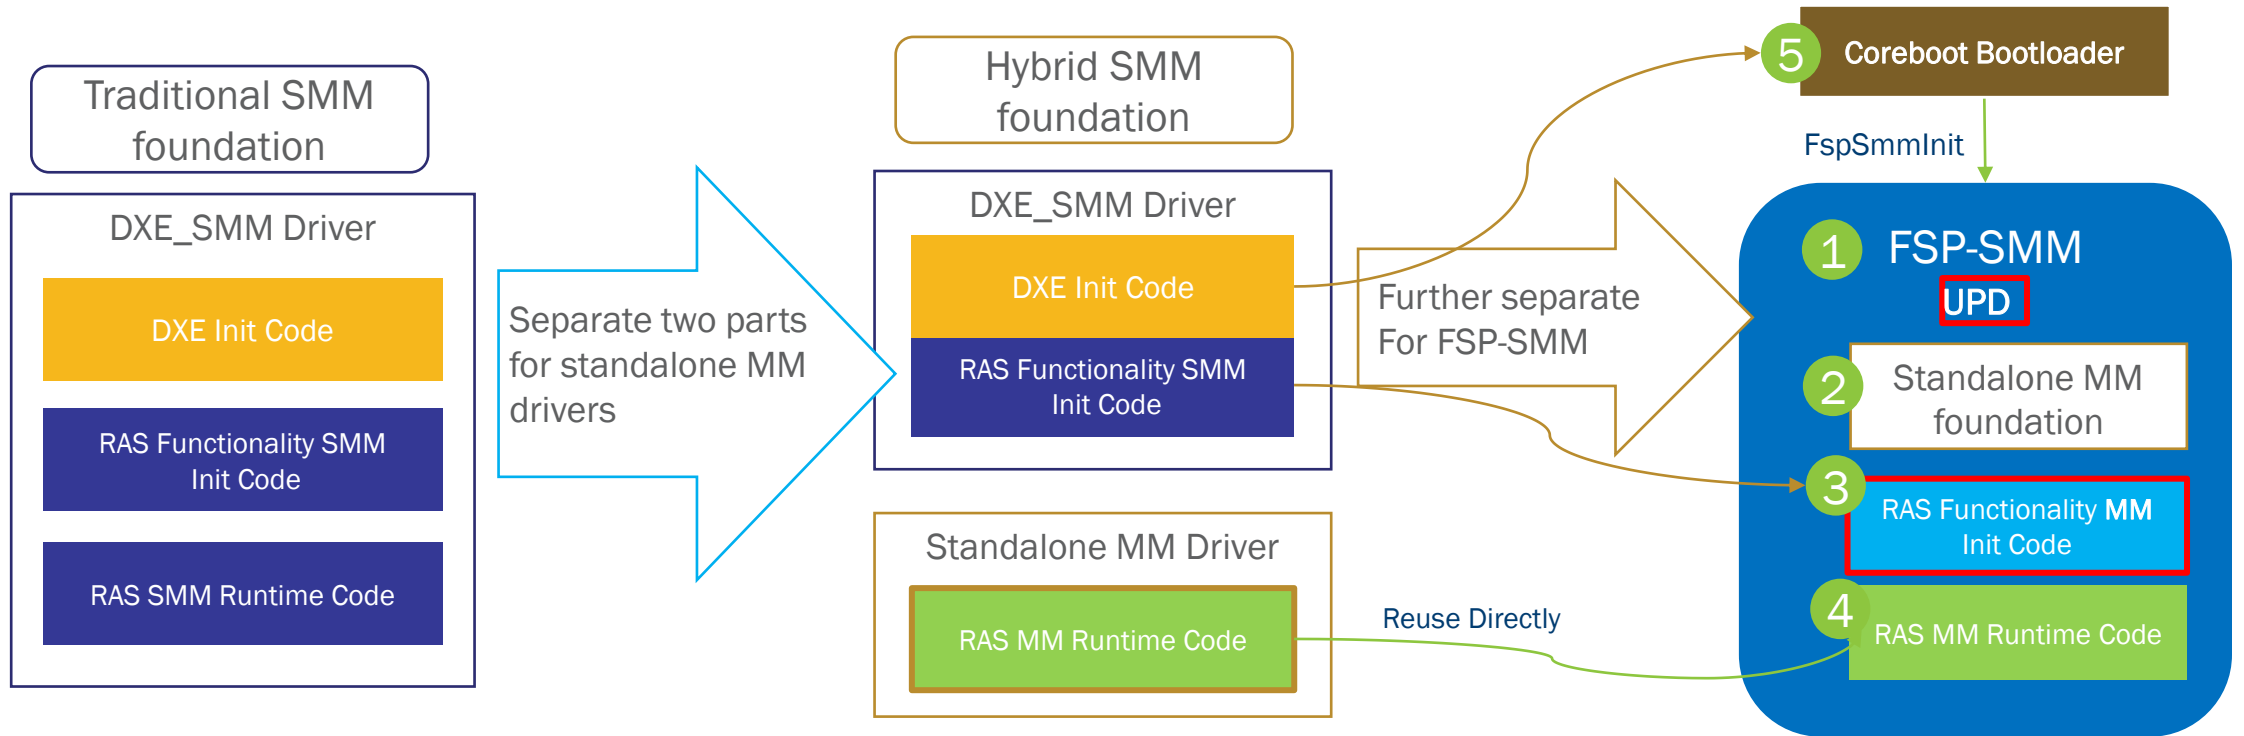 Traditional SMM
foundation
DXE_SMM Driver
DXE Init Code
RAS Functionality SMM
Init Code
RAS SMM Runtime Code
Separate two parts
for standalone MM
drivers
Hybrid SMM
foundation
DXE_SMM Driver
DXE Init Code
RAS Functionality SMM
Init Code
Standalone MM Driver
RAS MM Runtime Code
Further separate
For FSP-SMM
Reuse Directly
5 Coreboot Bootloader
FspSmmInit
1 FSP-SMM
UPD
2 Standalone MM
foundation
3 RAS Functionality MM
Init Code
4 RAS MM Runtime Code